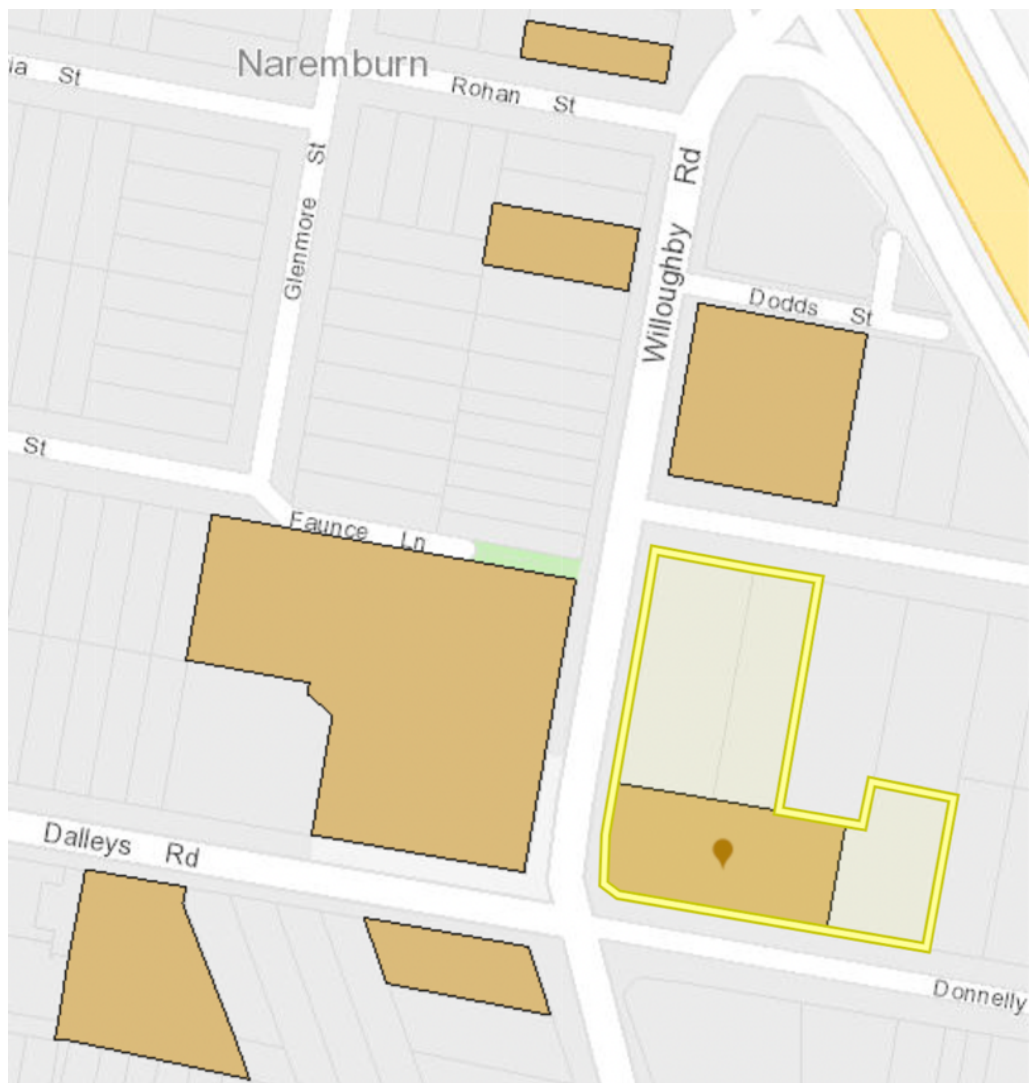 Naremburn
ia St
Rohan St
Glenmore St
Willoughby Rd
Dodds St
St
Faunce Ln
Dalleys Rd
Donnelly